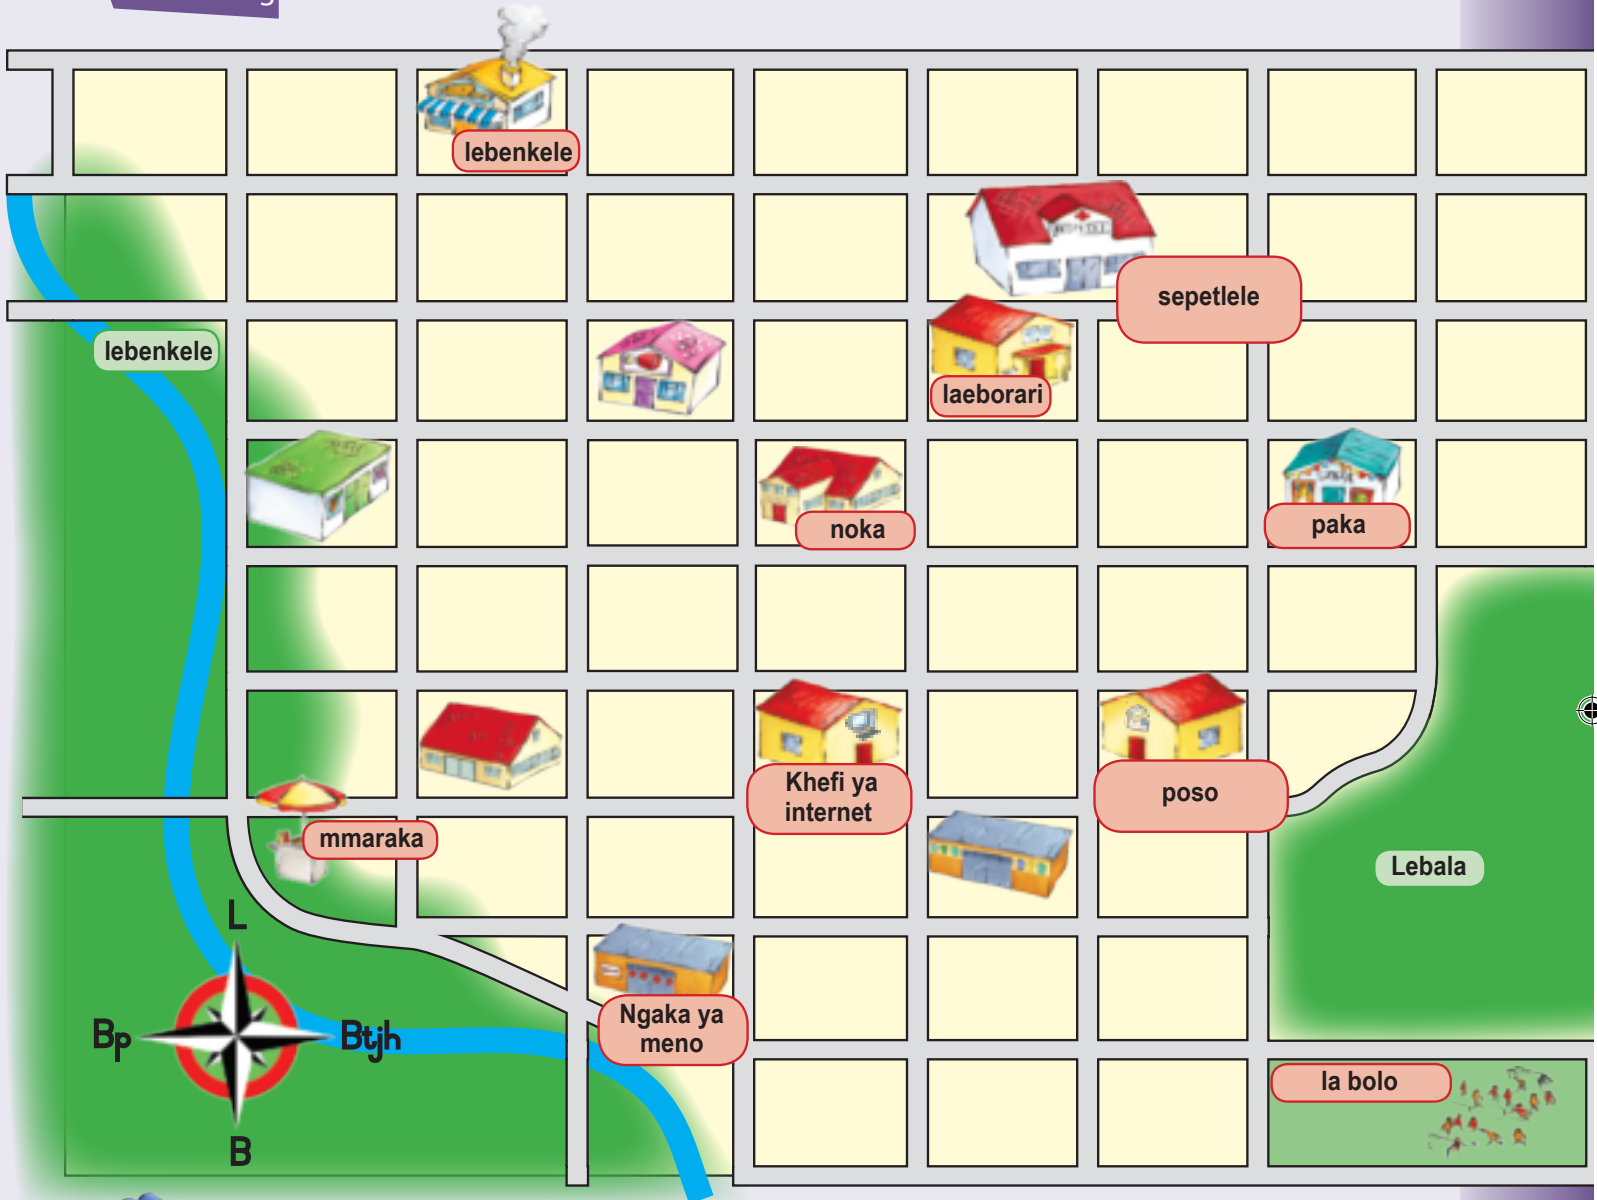 lebenkele
sepetlele
lebenkele
laeborari
noka
paka
Khefi ya
internet
poso
mmaraka
Lebala
L
Bp
Btjh
B
Ngaka ya
meno
la bolo